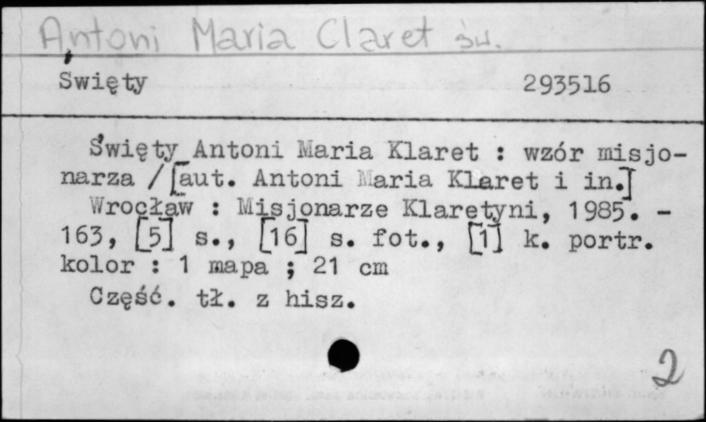 Antoni Maria Claret św.
Święty 293516
Święty Antoni Maria Klaret : wzór misjo-
narza / [aut. Antoni Maria Klaret i in.]
Wrocław : Misjonarze Klaretyni, 1985. -
163, [5] s., [16] s. fot., [1] k. portr.
kolor : 1 mapa ; 21 cm
Część. tł. z hisz.
2